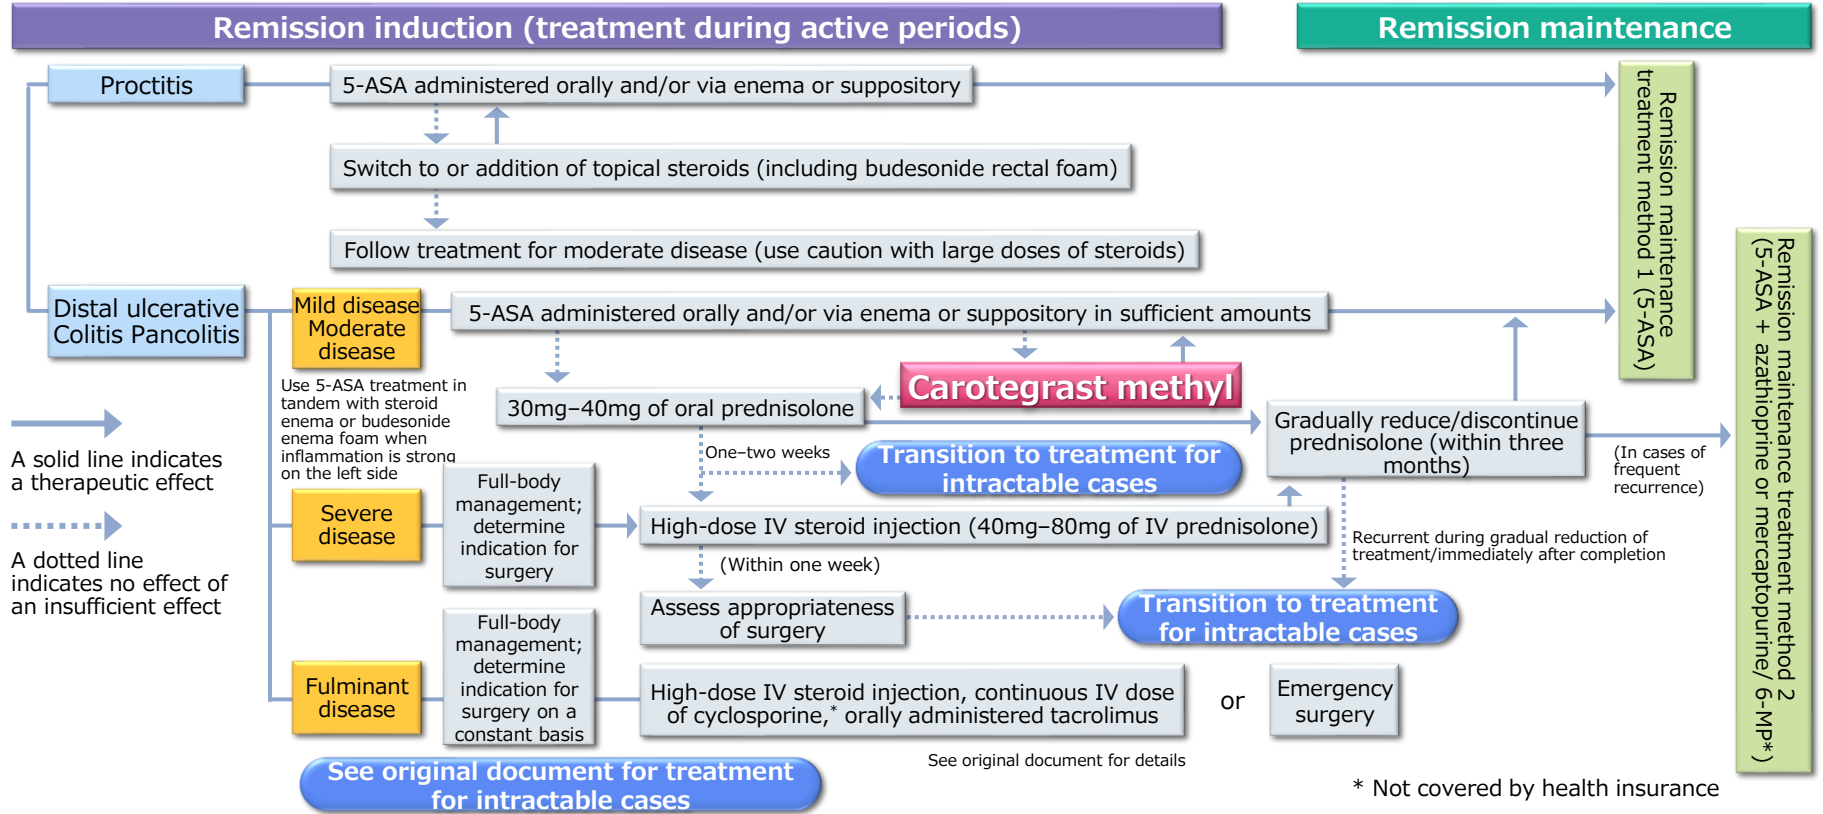 Remission induction (treatment during active periods)
Remission maintenance
Proctitis
5-ASA administered orally and/or via enema or suppository
Switch to or addition of topical steroids (including budesonide rectal foam)
Follow treatment for moderate disease (use caution with large doses of steroids)
Remission maintenance
treatment method 1 (5-ASA)
Distal ulcerative
Colitis Pancolitis
Mild disease
Moderate
disease
5-ASA administered orally and/or via enema or suppository in sufficient amounts
Use 5-ASA treatment in
tandem with steroid
enema or budesonide
enema foam when
inflammation is strong
on the left side
Carotegrast methyl
30mg–40mg of oral prednisolone
Gradually reduce/discontinue
prednisolone (within three
months)
(In cases of
frequent
recurrence)
Remission maintenance treatment method 2
(5-ASA + azathioprine or mercaptopurine/ 6-MP*)
One–two weeks
Transition to treatment for
intractable cases
A solid line indicates
a therapeutic effect
A dotted line
indicates no effect of
an insufficient effect
Severe
disease
Full-body
management;
determine
indication for
surgery
High-dose IV steroid injection (40mg–80mg of IV prednisolone)
(Within one week)
Recurrent during gradual reduction of
treatment/immediately after completion
Assess appropriateness
of surgery
Transition to treatment
for intractable cases
Fulminant
disease
Full-body
management;
determine
indication for
surgery on a
constant basis
High-dose IV steroid injection, continuous IV dose
of cyclosporine,* orally administered tacrolimus
or
Emergency
surgery
See original document for details
See original document for treatment
for intractable cases
* Not covered by health insurance